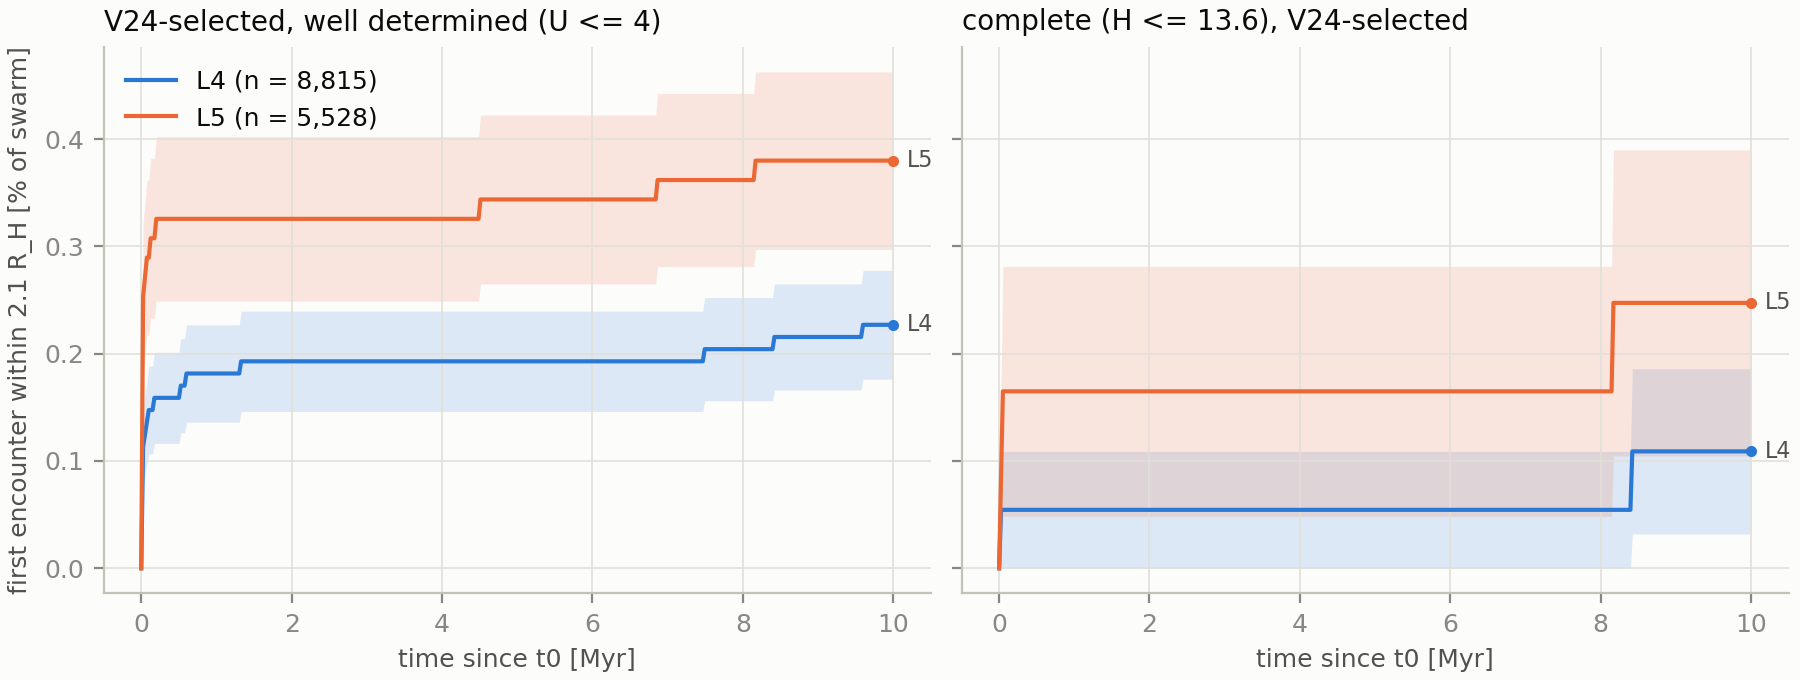 V24-selected, well determined (U <= 4)
complete (H <= 13.6), V24-selected
first encounter within 2.1 R_H [% of swarm]
L4 (n = 8,815)
L5 (n = 5,528)
0.4
0.3
0.2
0.1
0.0
L5
L4
L5
L4
0 2 4 6 8 10
0 2 4 6 8 10
time since t0 [Myr]
time since t0 [Myr]